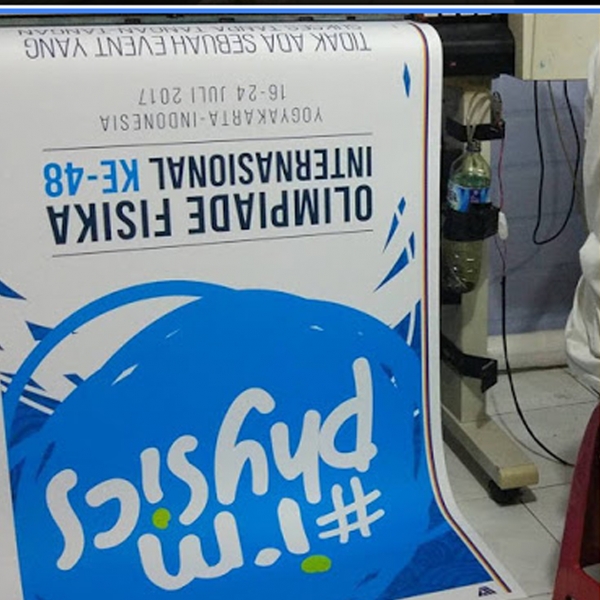 #i'm
physics
OLIMPIADE FISIKA
INTERNASIONAL KE-48
YOGYAKARTA-INDONESIA
16-24 JULI 2017
TIDAK ADA SEBUAH EVENT YANG